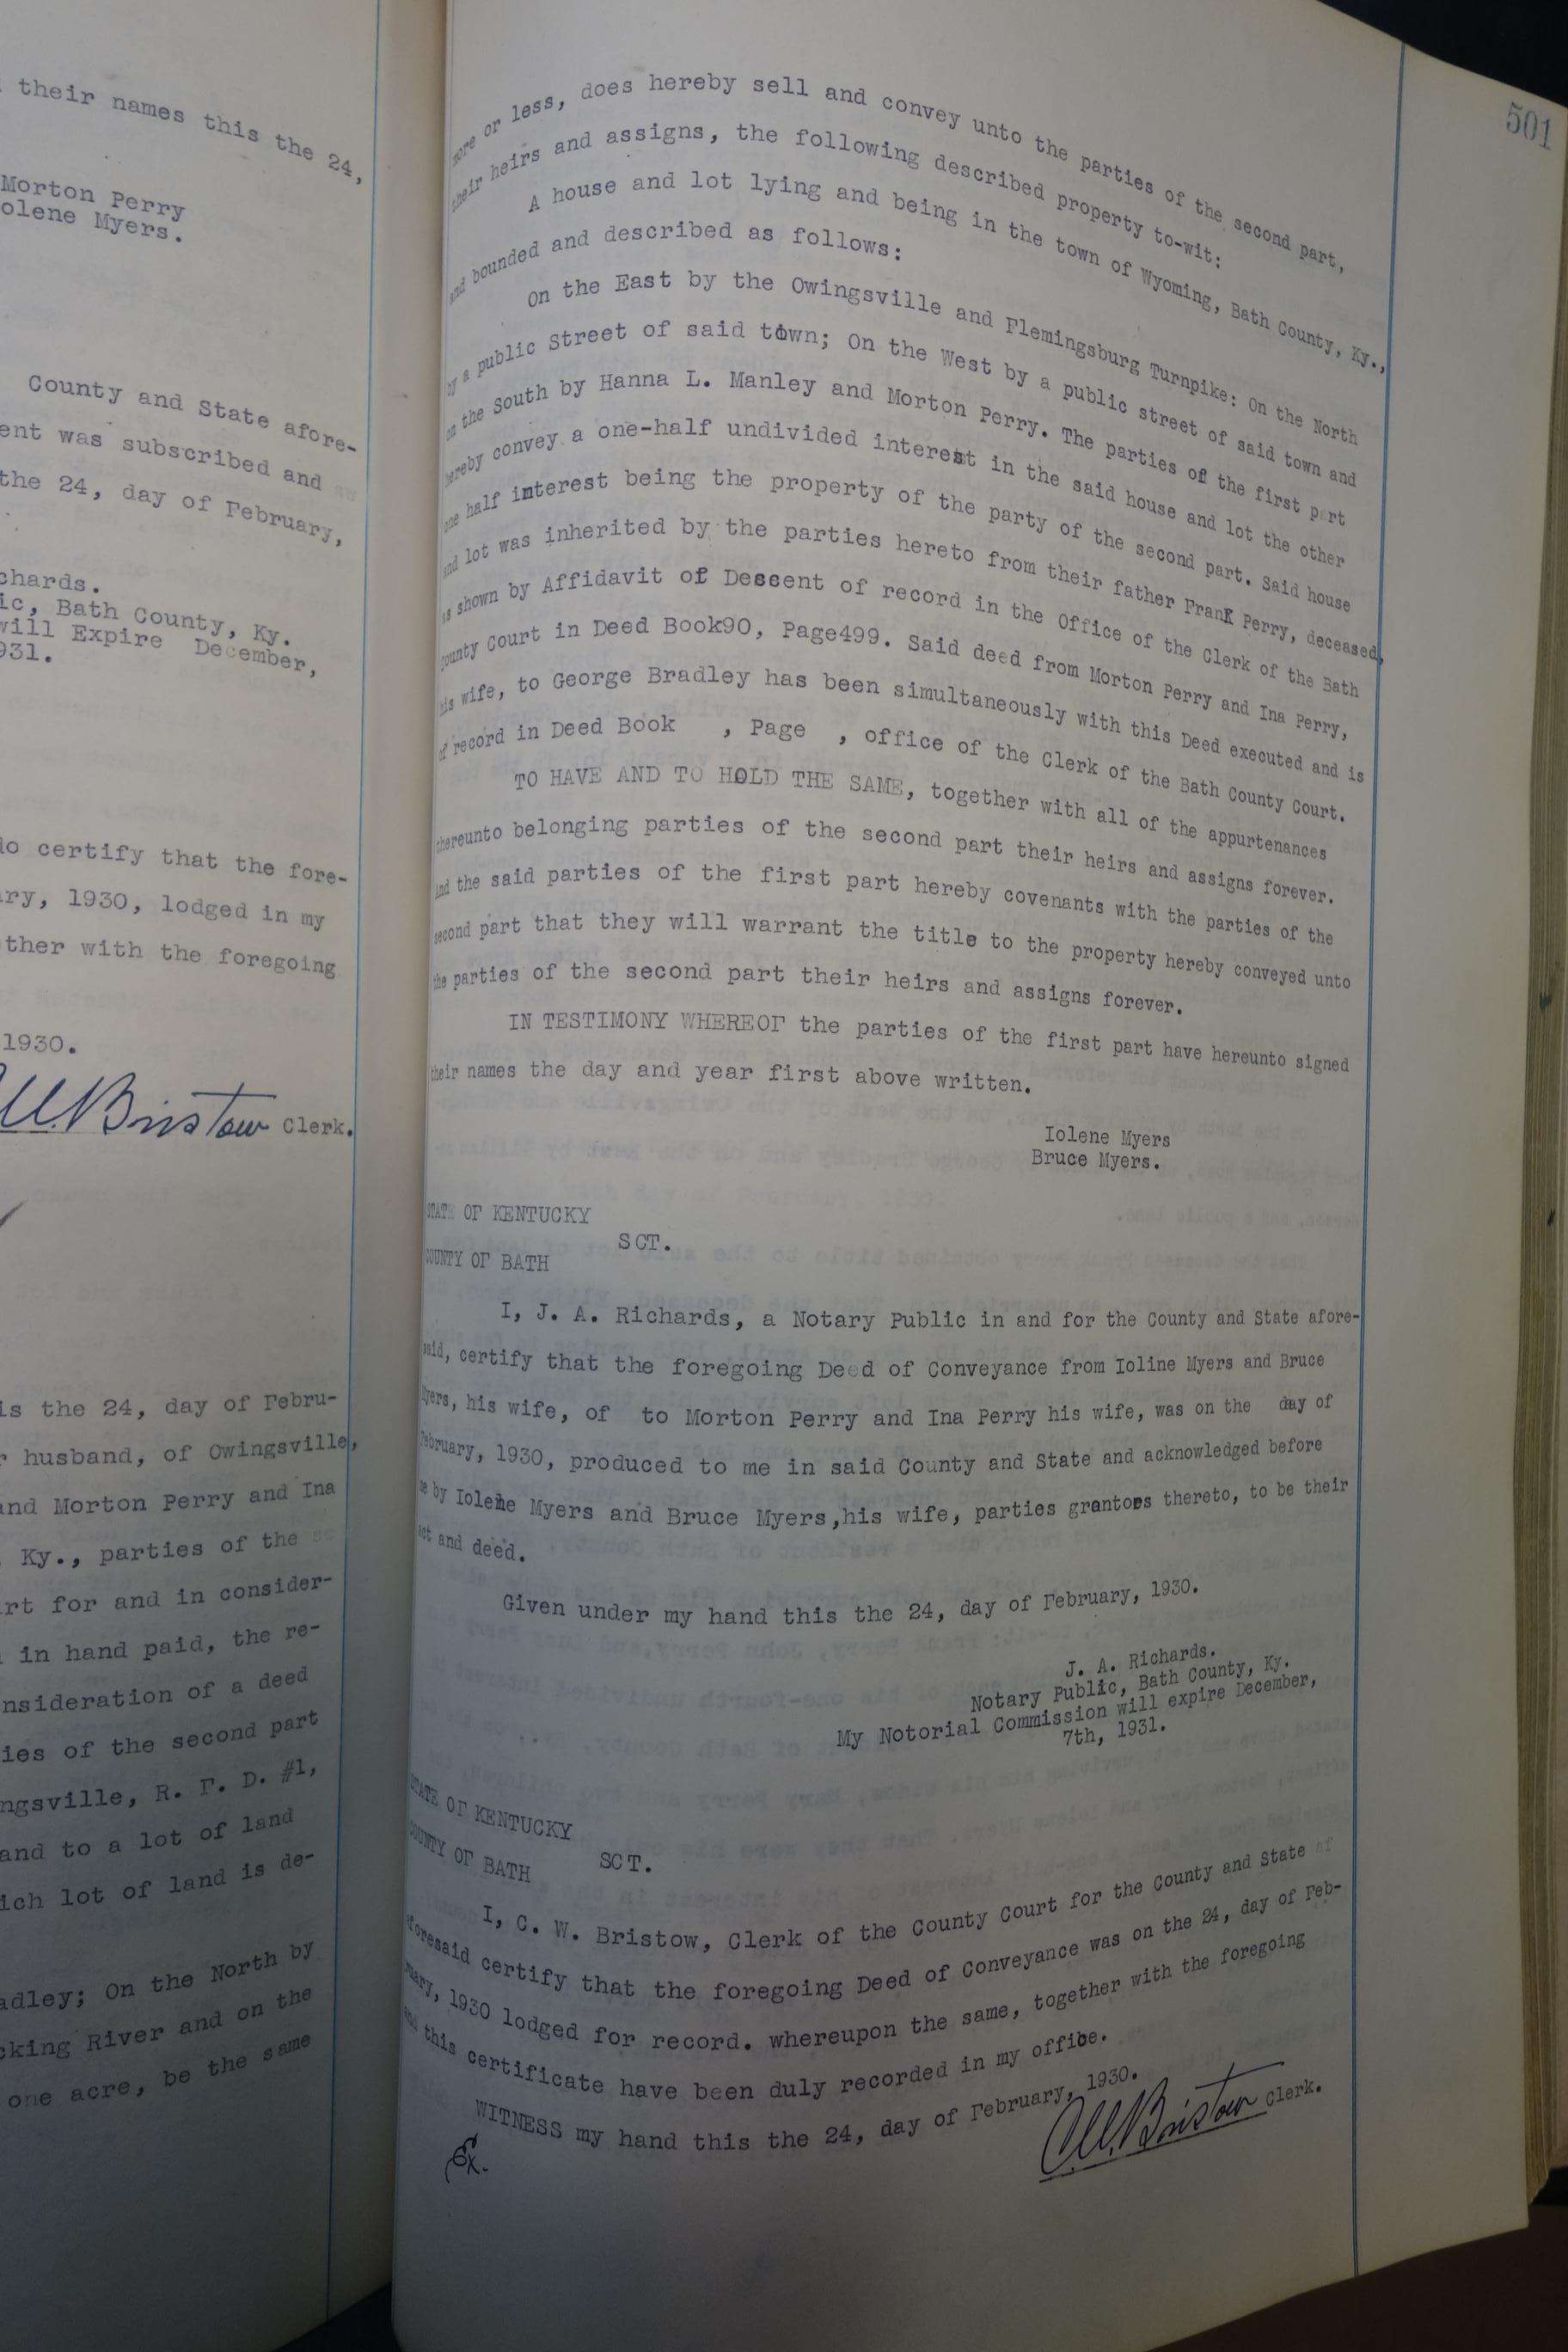 their names this the 24,
Morton Perry
olene Myers.
County and State afore-
ent was subscribed and sw
the 24, day of February,
chards.
ic, Bath County, Ky.
will Expire December,
931.
do certify that the fore-
ary, 1930, lodged in my
ther with the foregoing
1930.
C.W. Bristow Clerk.
is the 24, day of Febru-
r husband, of Owingsville,
and Morton Perry and Ina
, Ky., parties of the se
art for and in consider-
in hand paid, the re-
nsideration of a deed
ies of the second part
ngsville, R. F. D. #1,
and to a lot of land
ich lot of land is de-
adley; On the North by
cking River and on the
one acre, be the same
501
more or less, does hereby sell and convey unto the parties of the second part,
their heirs and assigns, the following described property to-wit:
A house and lot lying and being in the town of Wyoming, Bath County, Ky.,
and bounded and described as follows:
On the East by the Owingsville and Flemingsburg Turnpike: On the North
by a public Street of said town; On the West by a public street of said town and
on the South by Hanna L. Manley and Morton Perry. The parties of the first part
hereby convey a one-half undivided interest in the said house and lot the other
one half interest being the property of the party of the second part. Said house
and lot was inherited by the parties hereto from their father Frank Perry, deceased,
as shown by Affidavit of Descent of record in the Office of the Clerk of the Bath
County Court in Deed Book90, Page499. Said deed from Morton Perry and Ina Perry,
his wife, to George Bradley has been simultaneously with this Deed executed and is
of record in Deed Book , Page , office of the Clerk of the Bath County Court.
TO HAVE AND TO HOLD THE SAME, together with all of the appurtenances
thereunto belonging parties of the second part their heirs and assigns forever.
And the said parties of the first part hereby covenants with the parties of the
second part that they will warrant the title to the property hereby conveyed unto
the parties of the second part their heirs and assigns forever.
IN TESTIMONY WHEREOF the parties of the first part have hereunto signed
their names the day and year first above written.
Iolene Myers
Bruce Myers.
STATE OF KENTUCKY
SCT.
COUNTY OF BATH
I, J. A. Richards, a Notary Public in and for the County and State afore-
said, certify that the foregoing Deed of Conveyance from Ioline Myers and Bruce
Myers, his wife, of to Morton Perry and Ina Perry his wife, was on the day of
February, 1930, produced to me in said County and State and acknowledged before
me by Iolene Myers and Bruce Myers,his wife, parties grantors thereto, to be their
act and deed.
Given under my hand this the 24, day of February, 1930.
J. A. Richards.
Notary Public, Bath County, Ky.
My Notorial Commission will expire December,
7th, 1931.
STATE OF KENTUCKY
SCT.
COUNTY OF BATH
I, C. W. Bristow, Clerk of the County Court for the County and State of
aforesaid certify that the foregoing Deed of Conveyance was on the 24, day of Feb-
ruary, 1930 lodged for record. whereupon the same, together with the foregoing
and this certificate have been duly recorded in my office.
WITNESS my hand this the 24, day of February, 1930.
C.W. Bristow Clerk.
Ex.